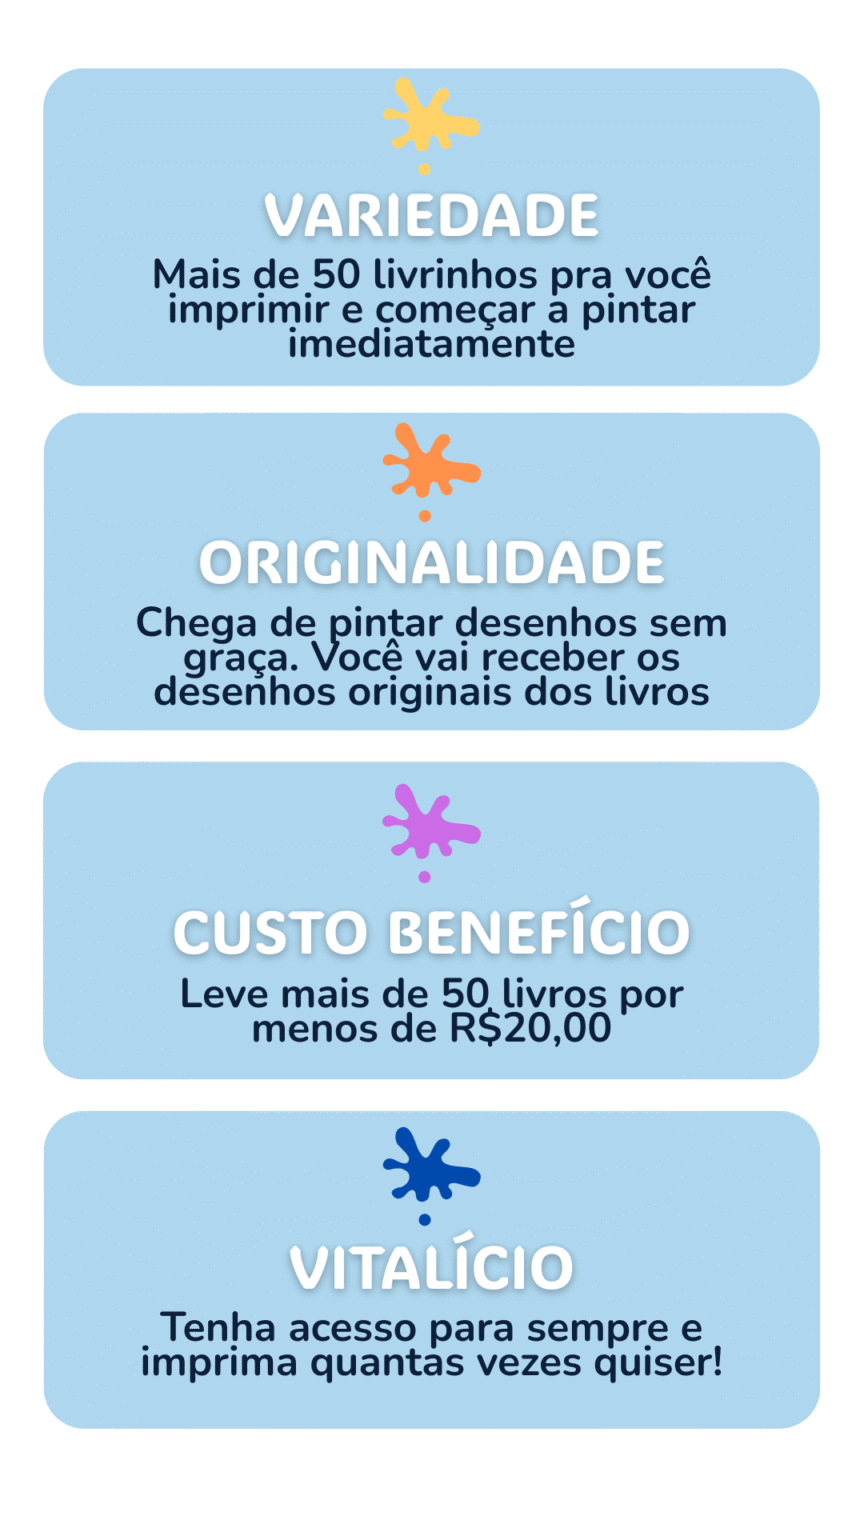 VARIEDADE
Mais de 50 livrinhos pra você
imprimir e começar a pintar
imediatamente
ORIGINALIDADE
Chega de pintar desenhos sem
graça. Você vai receber os
desenhos originais dos livros
CUSTO BENEFÍCIO
Leve mais de 50 livros por
menos de R$20,00
VITALÍCIO
Tenha acesso para sempre e
imprima quantas vezes quiser!